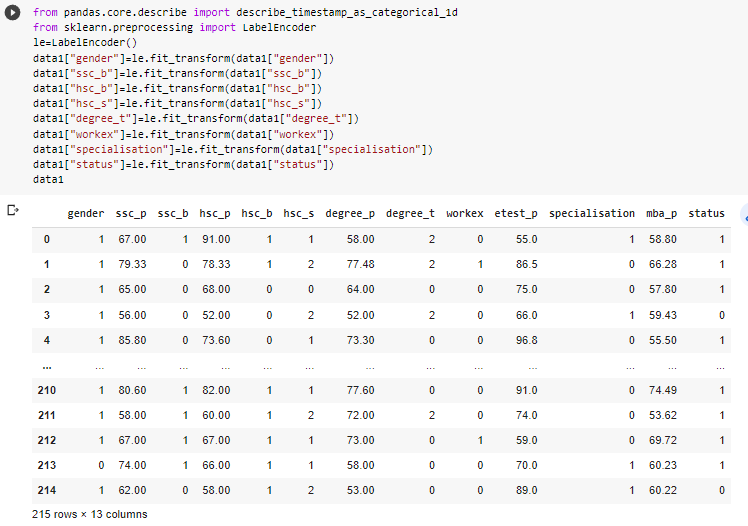 from pandas.core.describe import describe_timestamp_as_categorical_1d
from sklearn.preprocessing import LabelEncoder
le=LabelEncoder()
data1["gender"]=le.fit_transform(data1["gender"])
data1["ssc_b"]=le.fit_transform(data1["ssc_b"])
data1["hsc_b"]=le.fit_transform(data1["hsc_b"])
data1["hsc_s"]=le.fit_transform(data1["hsc_s"])
data1["degree_t"]=le.fit_transform(data1["degree_t"])
data1["workex"]=le.fit_transform(data1["workex"])
data1["specialisation"]=le.fit_transform(data1["specialisation"])
data1["status"]=le.fit_transform(data1["status"])
data1
gender ssc_p ssc_b hsc_p hsc_b hsc_s degree_p degree_t workex etest_p specialisation mba_p status
0 1 67.00 1 91.00 1 1 58.00 2 0 55.0 1 58.80 1
1 1 79.33 0 78.33 1 2 77.48 2 1 86.5 0 66.28 1
2 1 65.00 0 68.00 0 0 64.00 0 0 75.0 0 57.80 1
3 1 56.00 0 52.00 0 2 52.00 2 0 66.0 1 59.43 0
4 1 85.80 0 73.60 0 1 73.30 0 0 96.8 0 55.50 1
... ... ... ... ... ... ... ... ... ... ... ... ... ...
210 1 80.60 1 82.00 1 1 77.60 0 0 91.0 0 74.49 1
211 1 58.00 1 60.00 1 2 72.00 2 0 74.0 0 53.62 1
212 1 67.00 1 67.00 1 1 73.00 0 1 59.0 0 69.72 1
213 0 74.00 1 66.00 1 1 58.00 0 0 70.0 1 60.23 1
214 1 62.00 0 58.00 1 2 53.00 0 0 89.0 1 60.22 0
215 rows × 13 columns